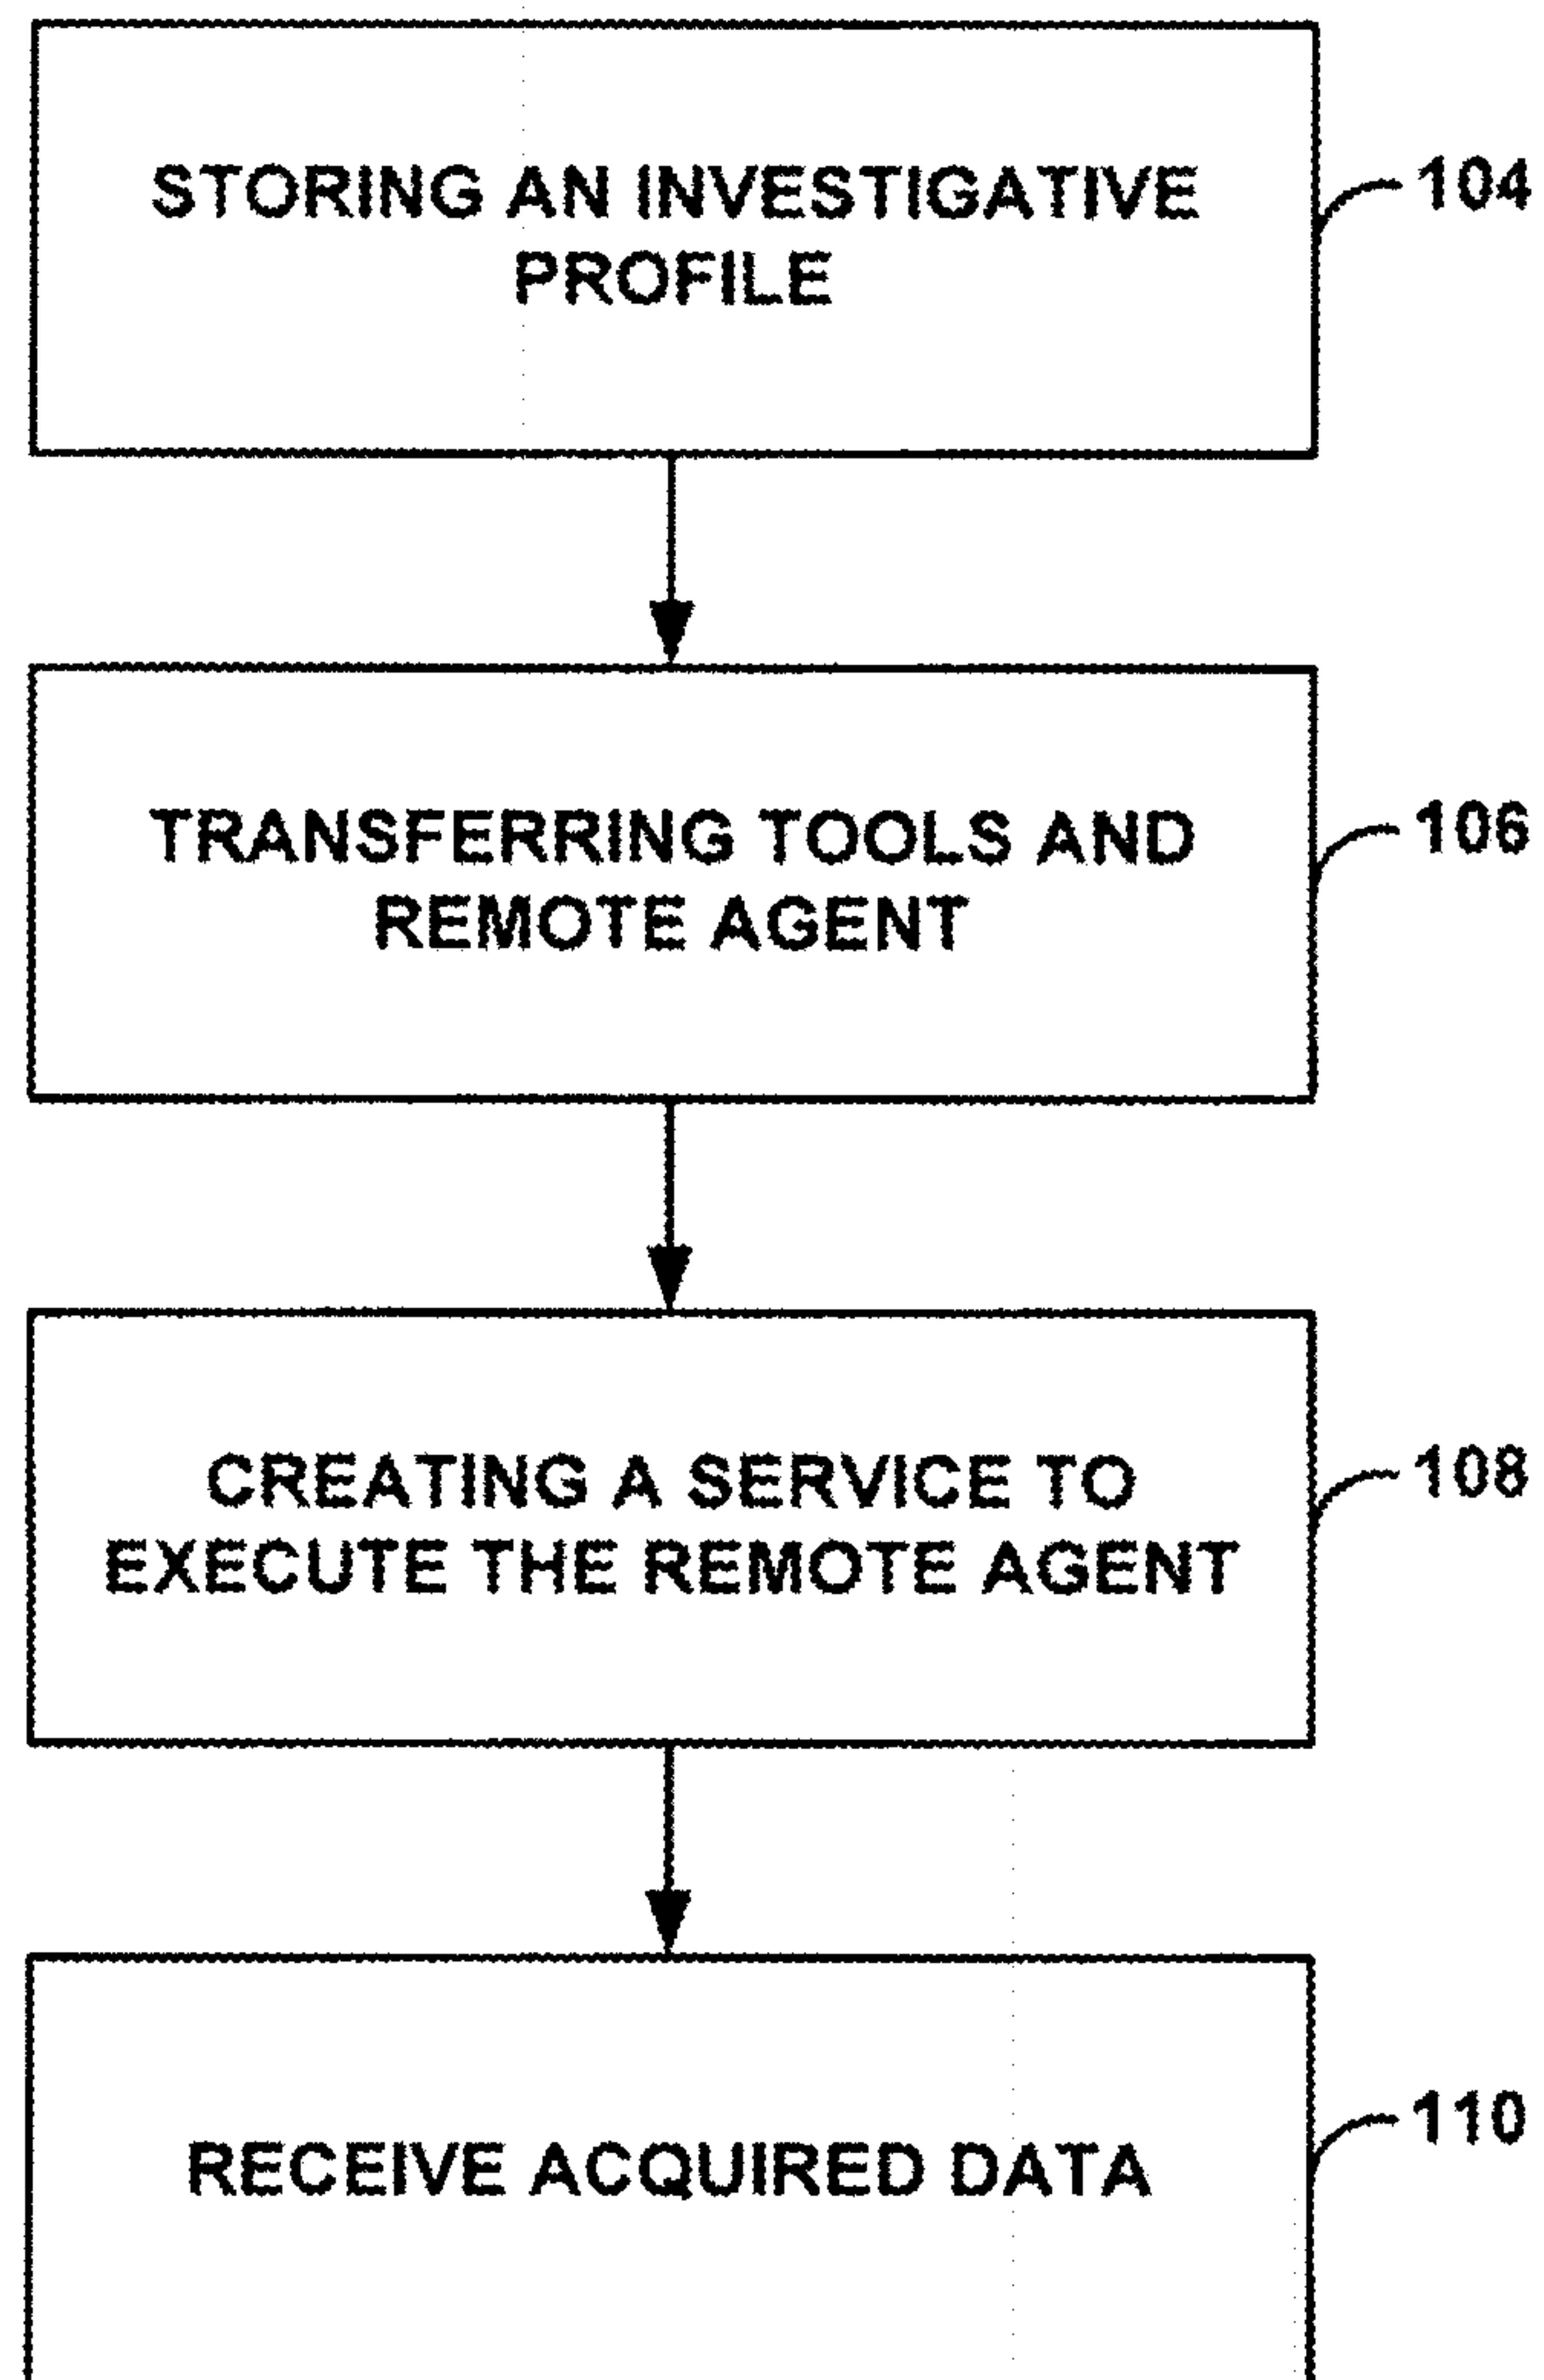 STORING AN INVESTIGATIVE
PROFILE
104
TRANSFERRING TOOLS AND
REMOTE AGENT
106
CREATING A SERVICE TO
EXECUTE THE REMOTE AGENT
108
RECEIVE ACQUIRED DATA
110